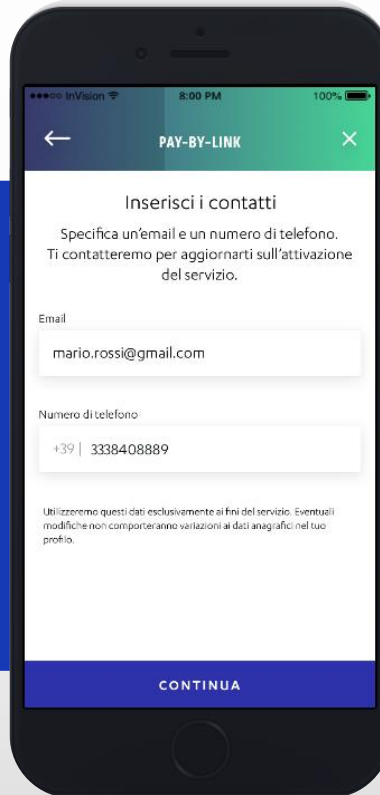 InVision 8:00 PM 100%
PAY-BY-LINK
Inserisci i contatti
Specifica un'email e un numero di telefono.
Ti contatteremo per aggiornarti sull'attivazione
del servizio.
Email
mario.rossi@gmail.com
Numero di telefono
+39 | 3338408889
Utilizzeremo questi dati esclusivamente ai fini del servizio. Eventuali
modifiche non comporteranno variazioni ai dati anagrafici nel tuo
profilo.
CONTINUA